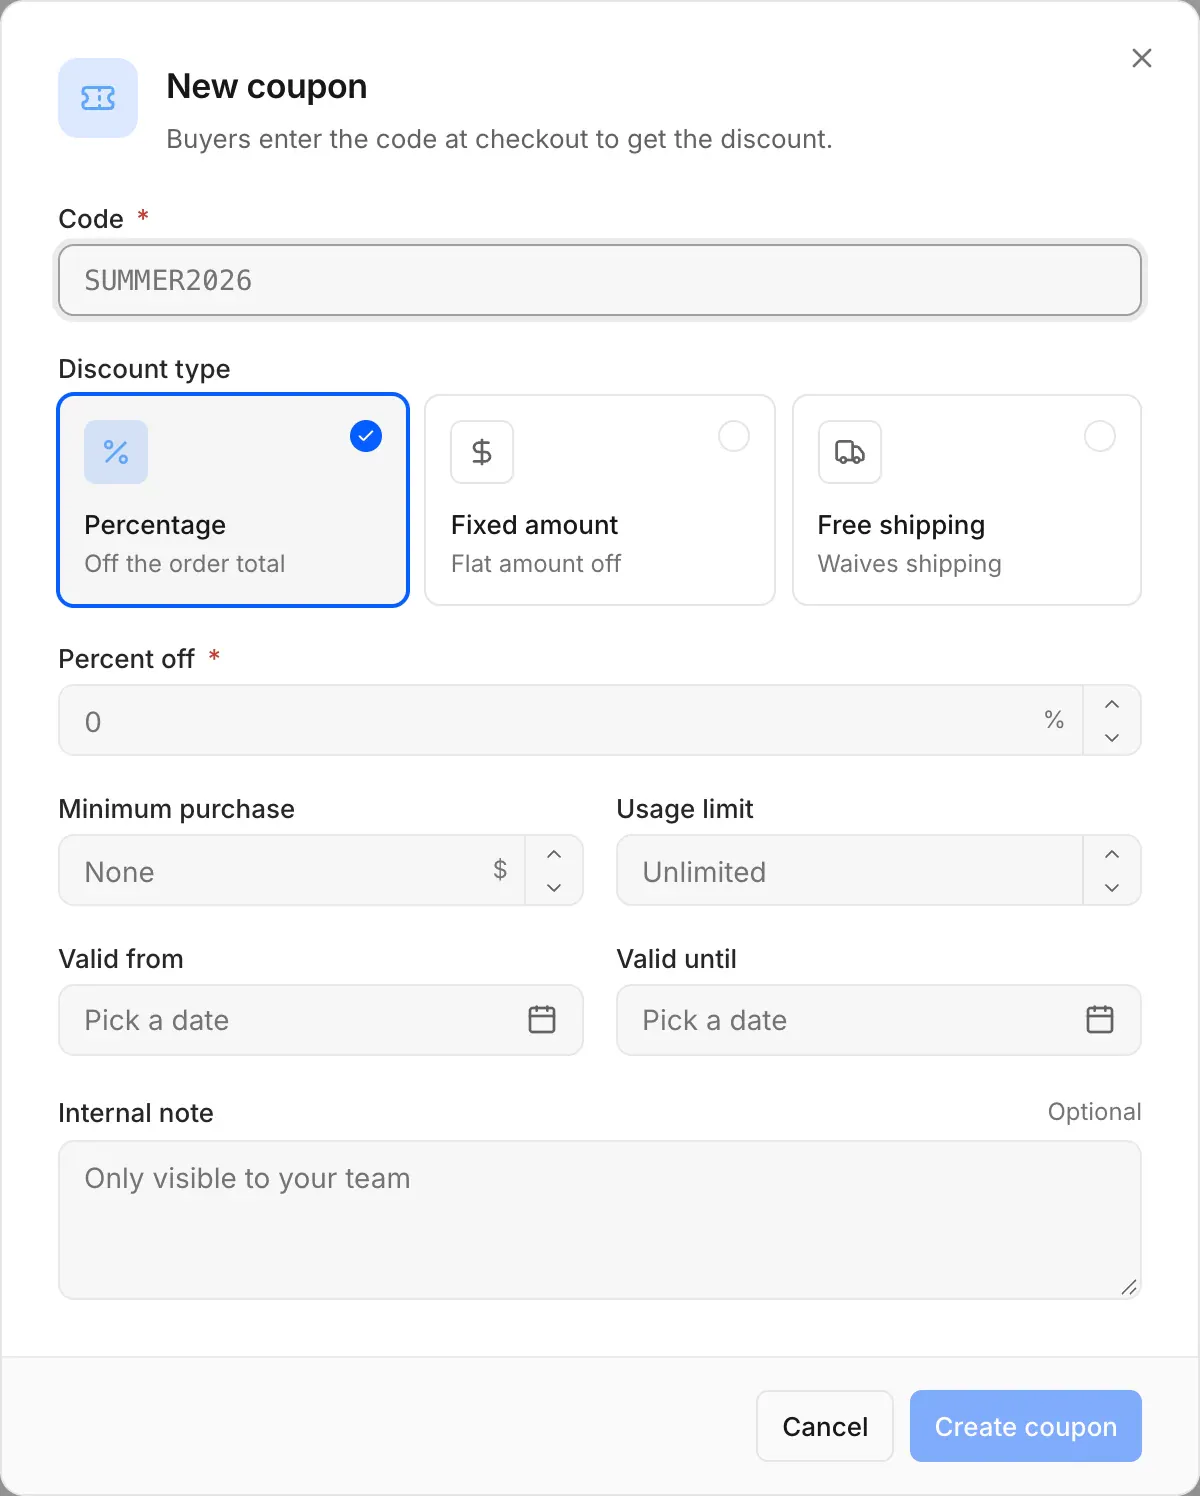 New coupon
Buyers enter the code at checkout to get the discount.
Code *
SUMMER2026
Discount type
%
Percentage
Off the order total
$
Fixed amount
Flat amount off
Free shipping
Waives shipping
Percent off *
0 %
Minimum purchase
None $
Usage limit
Unlimited
Valid from
Pick a date
Valid until
Pick a date
Internal note
Optional
Only visible to your team
Cancel
Create coupon